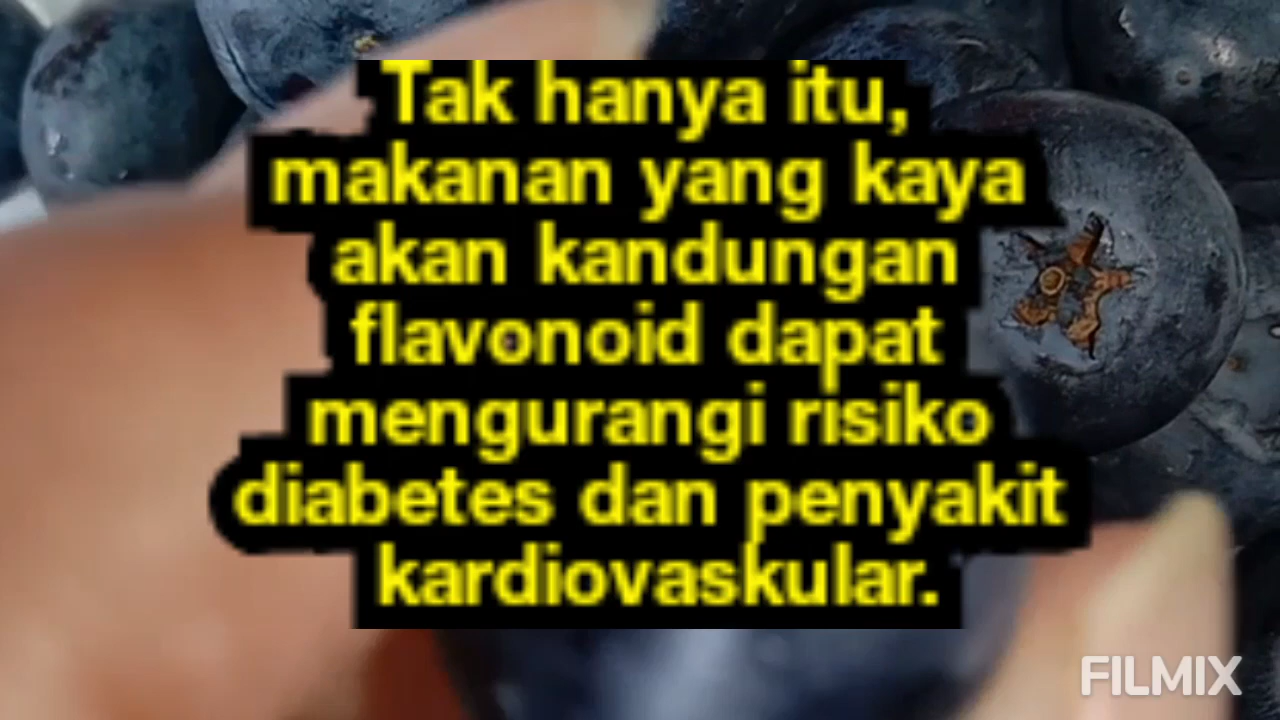 Tak hanya itu,
makanan yang kaya
akan kandungan
flavonoid dapat
mengurangi risiko
diabetes dan penyakit
kardiovaskular.
FILMIX